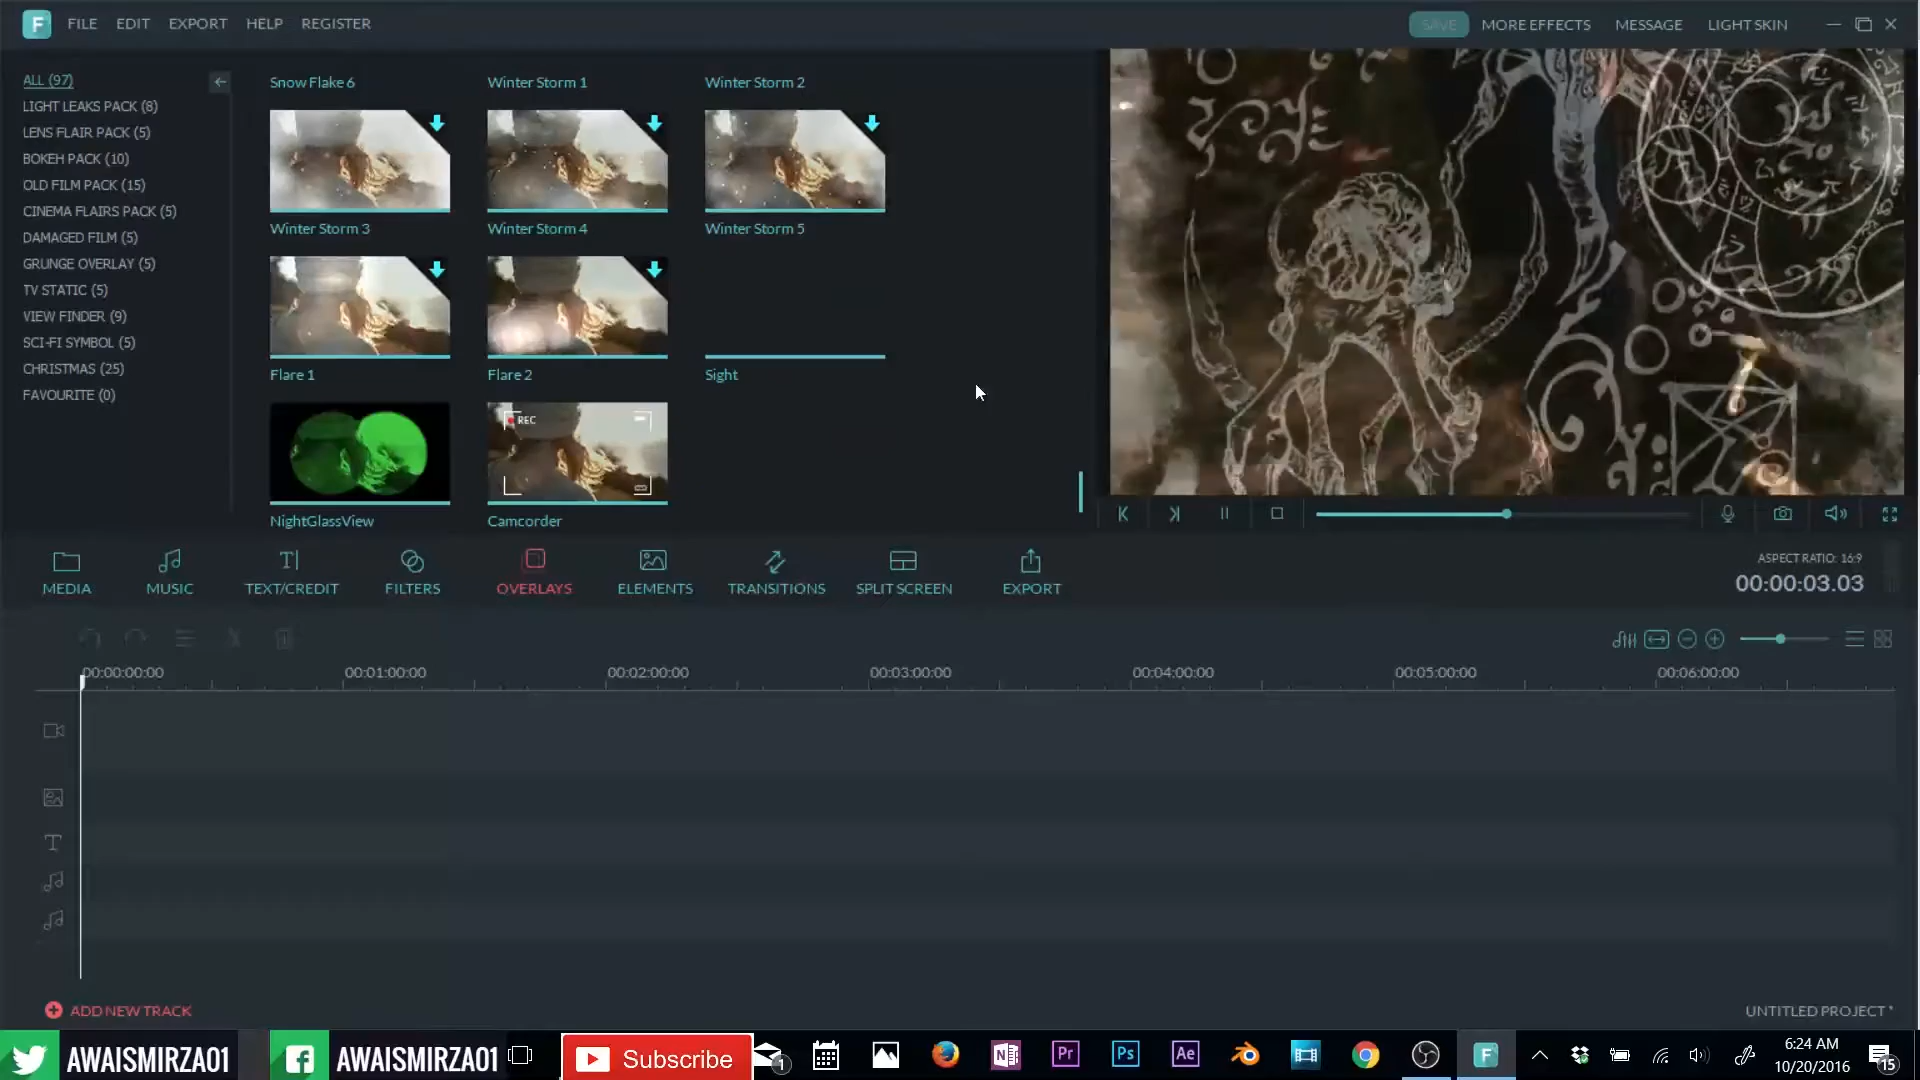 FILE EDIT EXPORT HELP REGISTER
SAVE MORE EFFECTS MESSAGE LIGHT SKIN
ALL (97)
LIGHT LEAKS PACK (8)
LENS FLAIR PACK (5)
BOKEH PACK (10)
OLD FILM PACK (15)
CINEMA FLAIRS PACK (5)
DAMAGED FILM (5)
GRUNGE OVERLAY (5)
TV STATIC (5)
VIEW FINDER (9)
SCI-FI SYMBOL (5)
CHRISTMAS (25)
FAVOURITE (0)
Snow Flake 6 Winter Storm 1 Winter Storm 2
Winter Storm 3 Winter Storm 4 Winter Storm 5
Flare 1 Flare 2 Sight
REC
NightGlassView Camcorder
MEDIA MUSIC TEXT/CREDIT FILTERS OVERLAYS ELEMENTS TRANSITIONS SPLIT SCREEN EXPORT
ASPECT RATIO: 16:9
00:00:03.03
00:00:00:00 00:01:00:00 00:02:00:00 00:03:00:00 00:04:00:00 00:05:00:00 00:06:00:00
ADD NEW TRACK
UNTITLED PROJECT *
AWAISMIRZA01 AWAISMIRZA01 Subscribe 1 N Pr Ps Ae F
6:24 AM
10/20/2016
15